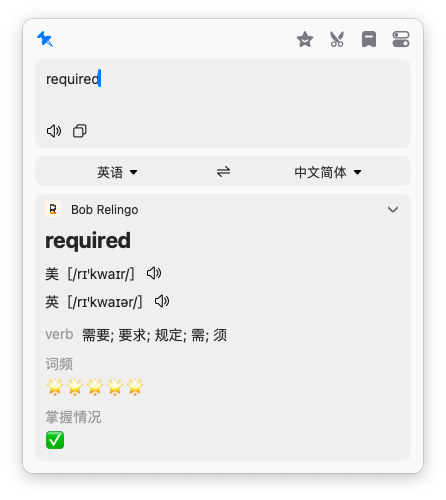 required
英语
中文简体
Bob Relingo
required
美 [/rɪˈkwaɪr/]
英 [/rɪˈkwaɪər/]
verb 需要; 要求; 规定; 需; 须
词频
🌟🌟🌟🌟🌟
掌握情况
✅